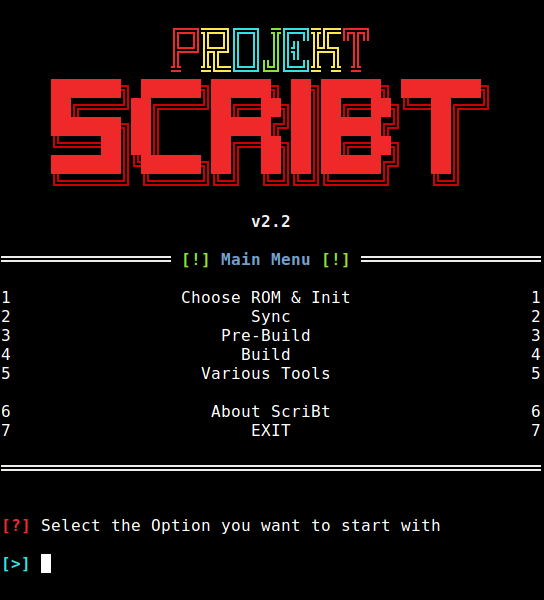 PROJEKT
SCRIBT
v2.2
[!] Main Menu [!]
1 Choose ROM & Init 1
2 Sync 2
3 Pre-Build 3
4 Build 4
5 Various Tools 5
6 About ScriBt 6
7 EXIT 7
[?] Select the Option you want to start with
[>]